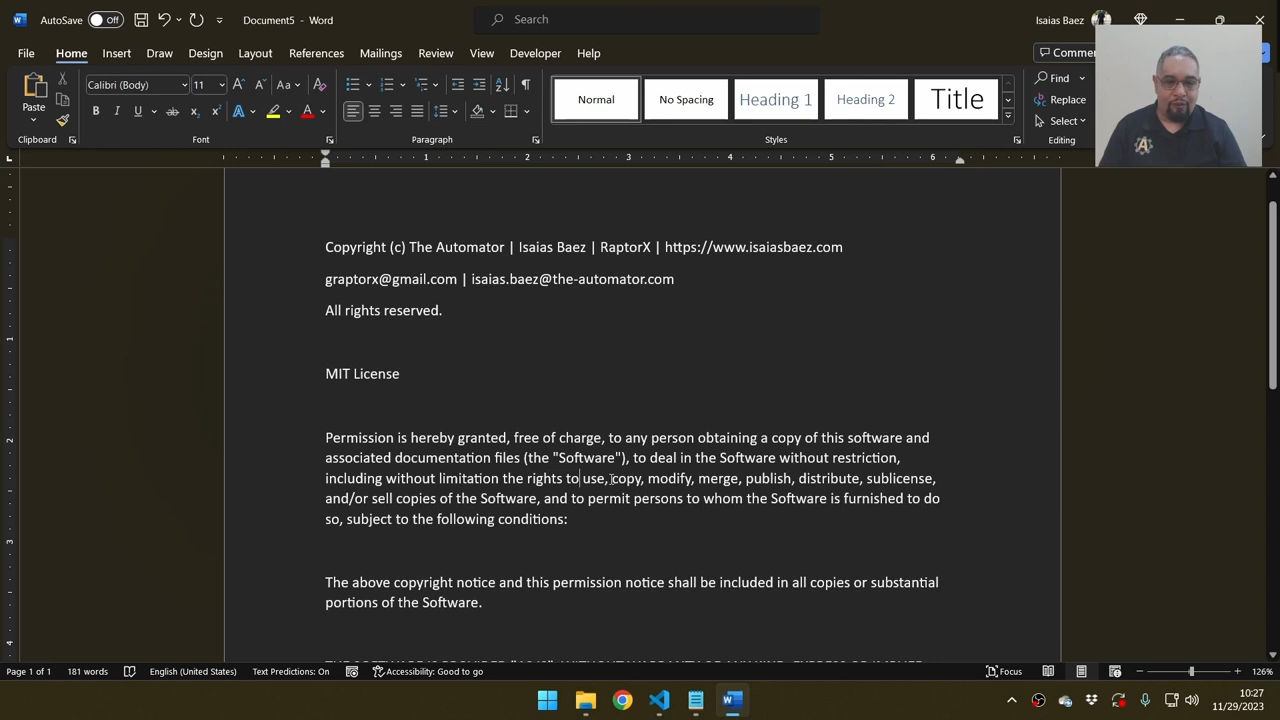 AutoSave Off Document5 - Word Search Isaias Baez
File Home Insert Draw Design Layout References Mailings Review View Developer Help
Paste Calibri (Body) 11 Aa Normal No Spacing Heading 1 Heading 2 Title Find
Replace
B I U ab x x A A Select
Clipboard Font Paragraph Styles Editing
1 2 3 4 5 6
Copyright (c) The Automator | Isaias Baez | RaptorX | https://www.isaiasbaez.com
graptorx@gmail.com | isaias.baez@the-automator.com
All rights reserved.
MIT License
Permission is hereby granted, free of charge, to any person obtaining a copy of this software and
associated documentation files (the "Software"), to deal in the Software without restriction,
including without limitation the rights to use, copy, modify, merge, publish, distribute, sublicense,
and/or sell copies of the Software, and to permit persons to whom the Software is furnished to do
so, subject to the following conditions:
The above copyright notice and this permission notice shall be included in all copies or substantial
portions of the Software.
Page 1 of 1 181 words English (United States) Text Predictions: On Accessibility: Good to go Focus 126%
10:27
11/29/2023